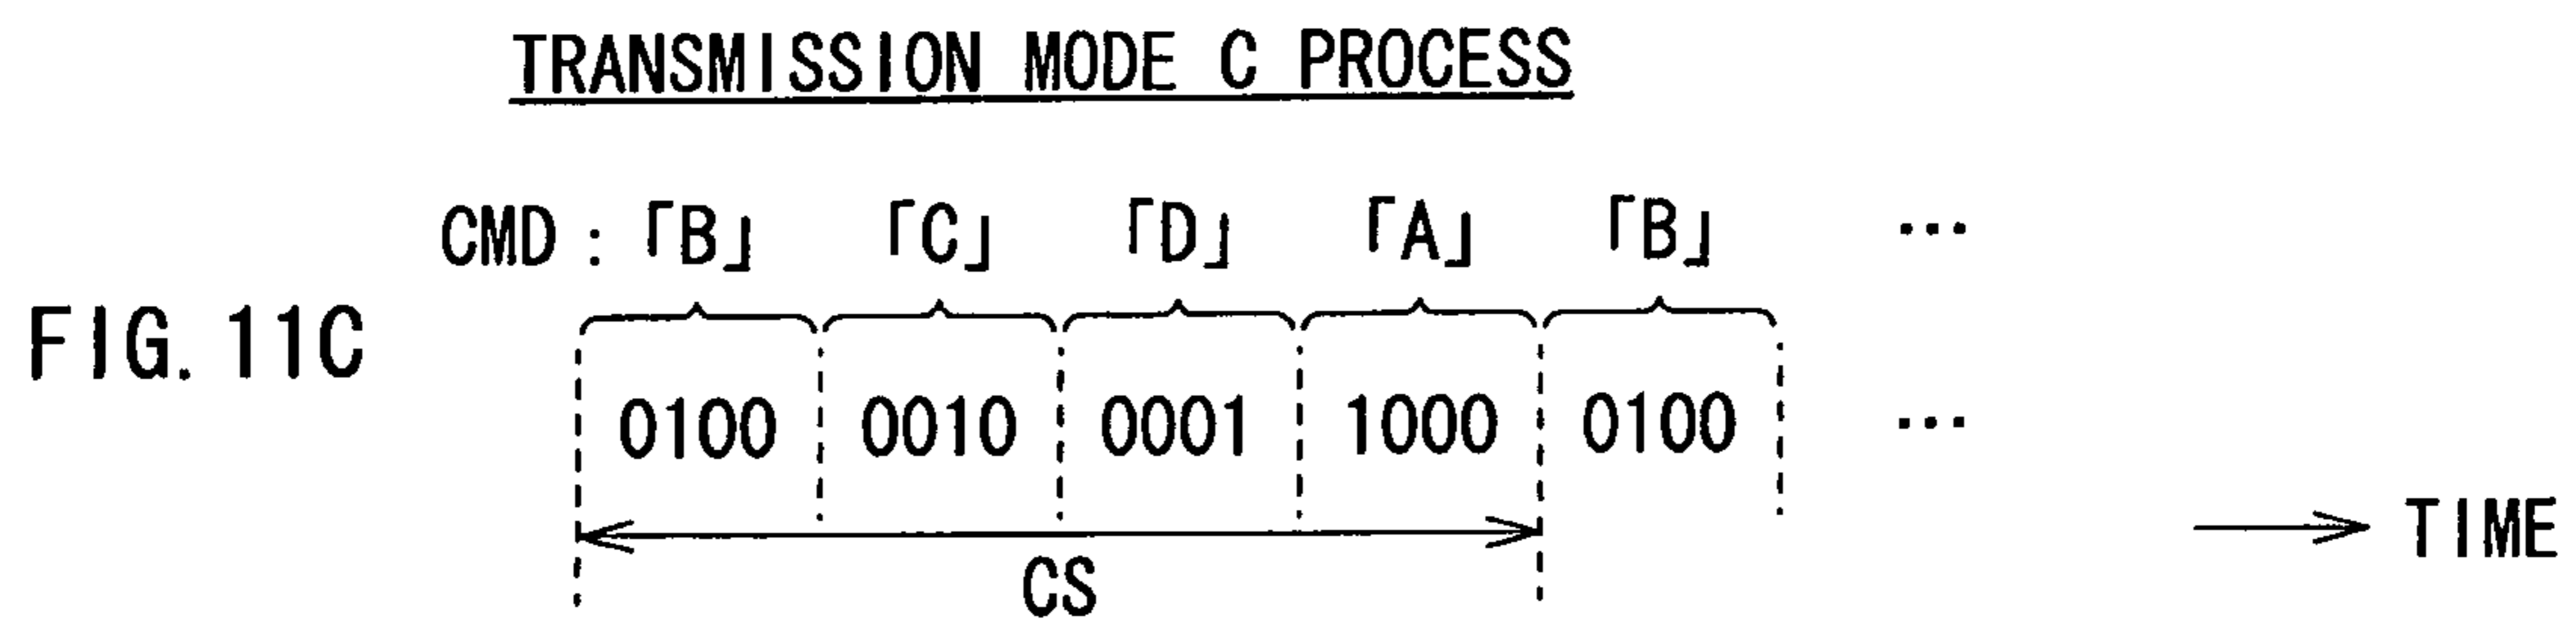 TRANSMISSION MODE C PROCESS
CMD : 「B」 「C」 「D」 「A」 「B」 ...
FIG. 11C
0100 0010 0001 1000 0100 ...
TIME
CS